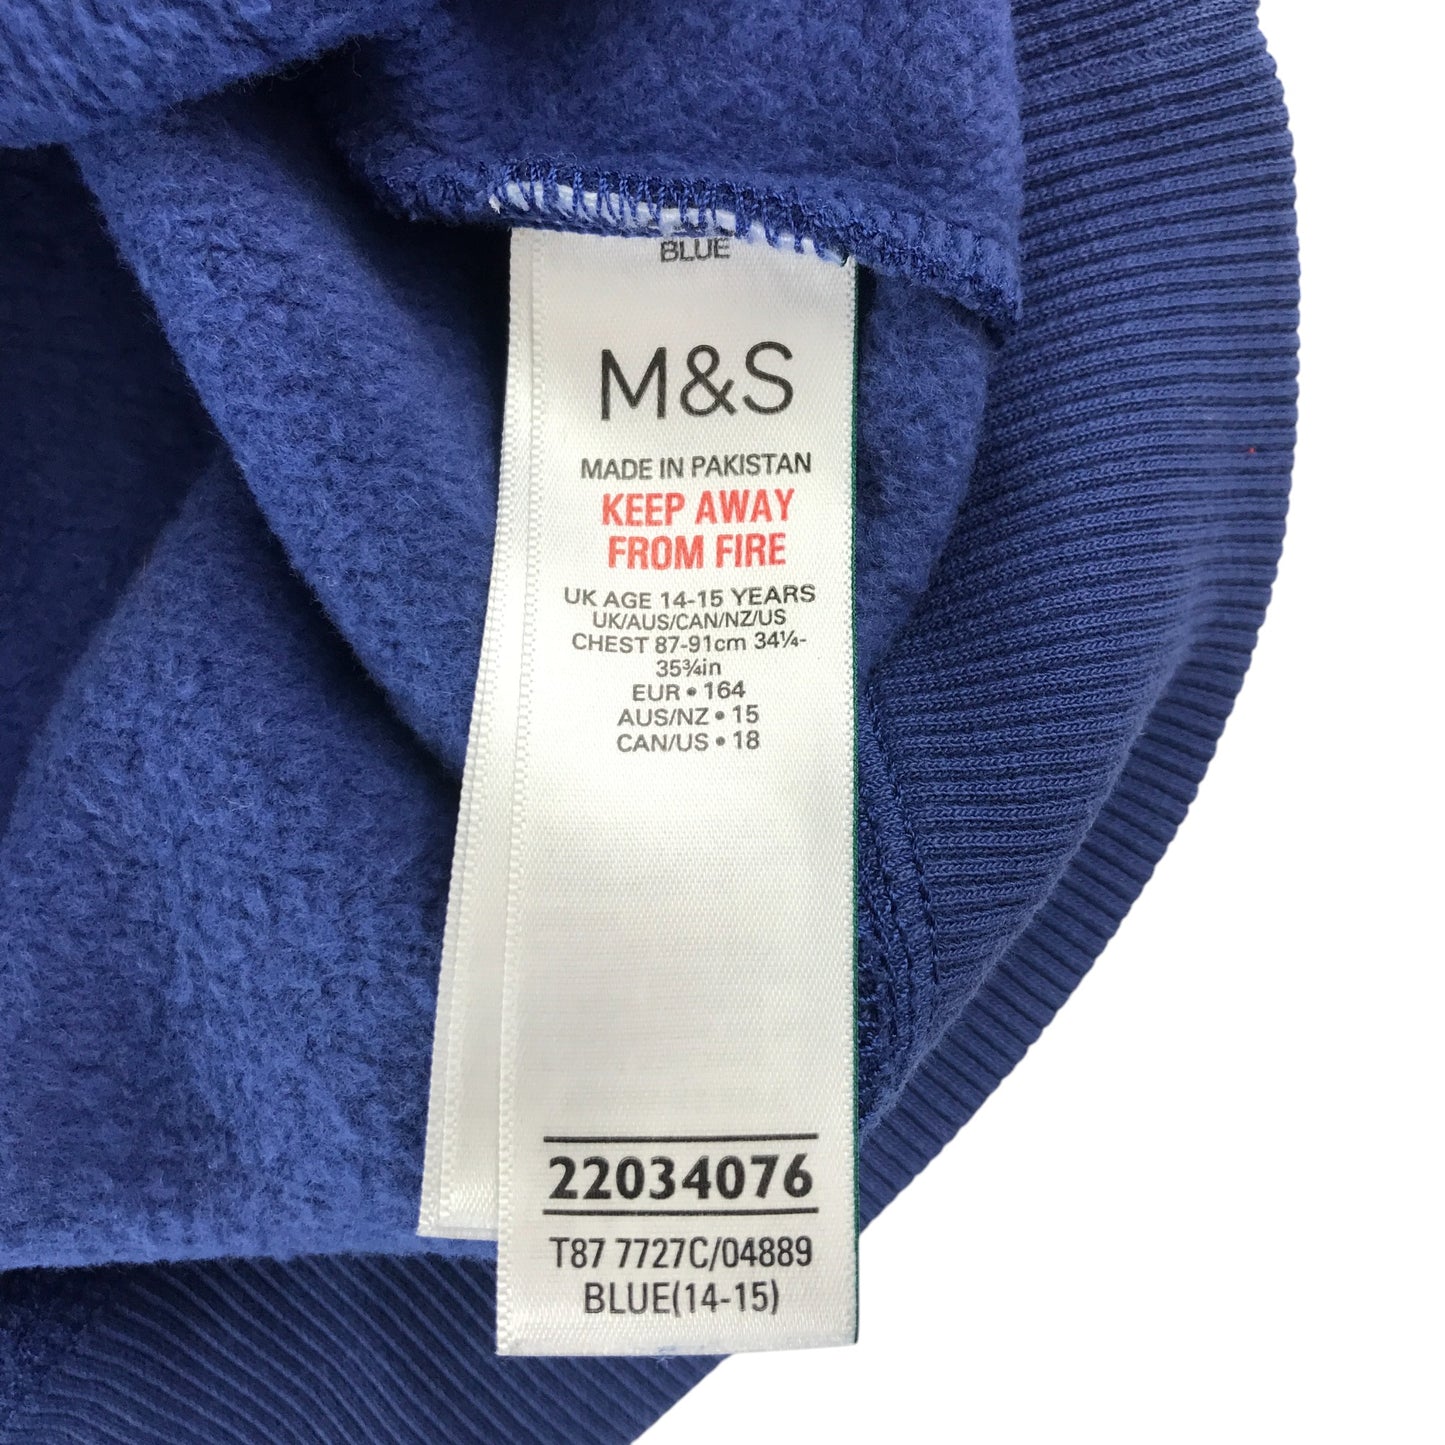 BLUE
M&S
MADE IN PAKISTAN
KEEP AWAY
FROM FIRE
UK AGE 14-15 YEARS
UK/AUS/CAN/NZ/US
CHEST 87-91cm 34¼-
35¾in
EUR • 164
AUS/NZ • 15
CAN/US • 18
22034076
T87 7727C/04889
BLUE(14-15)